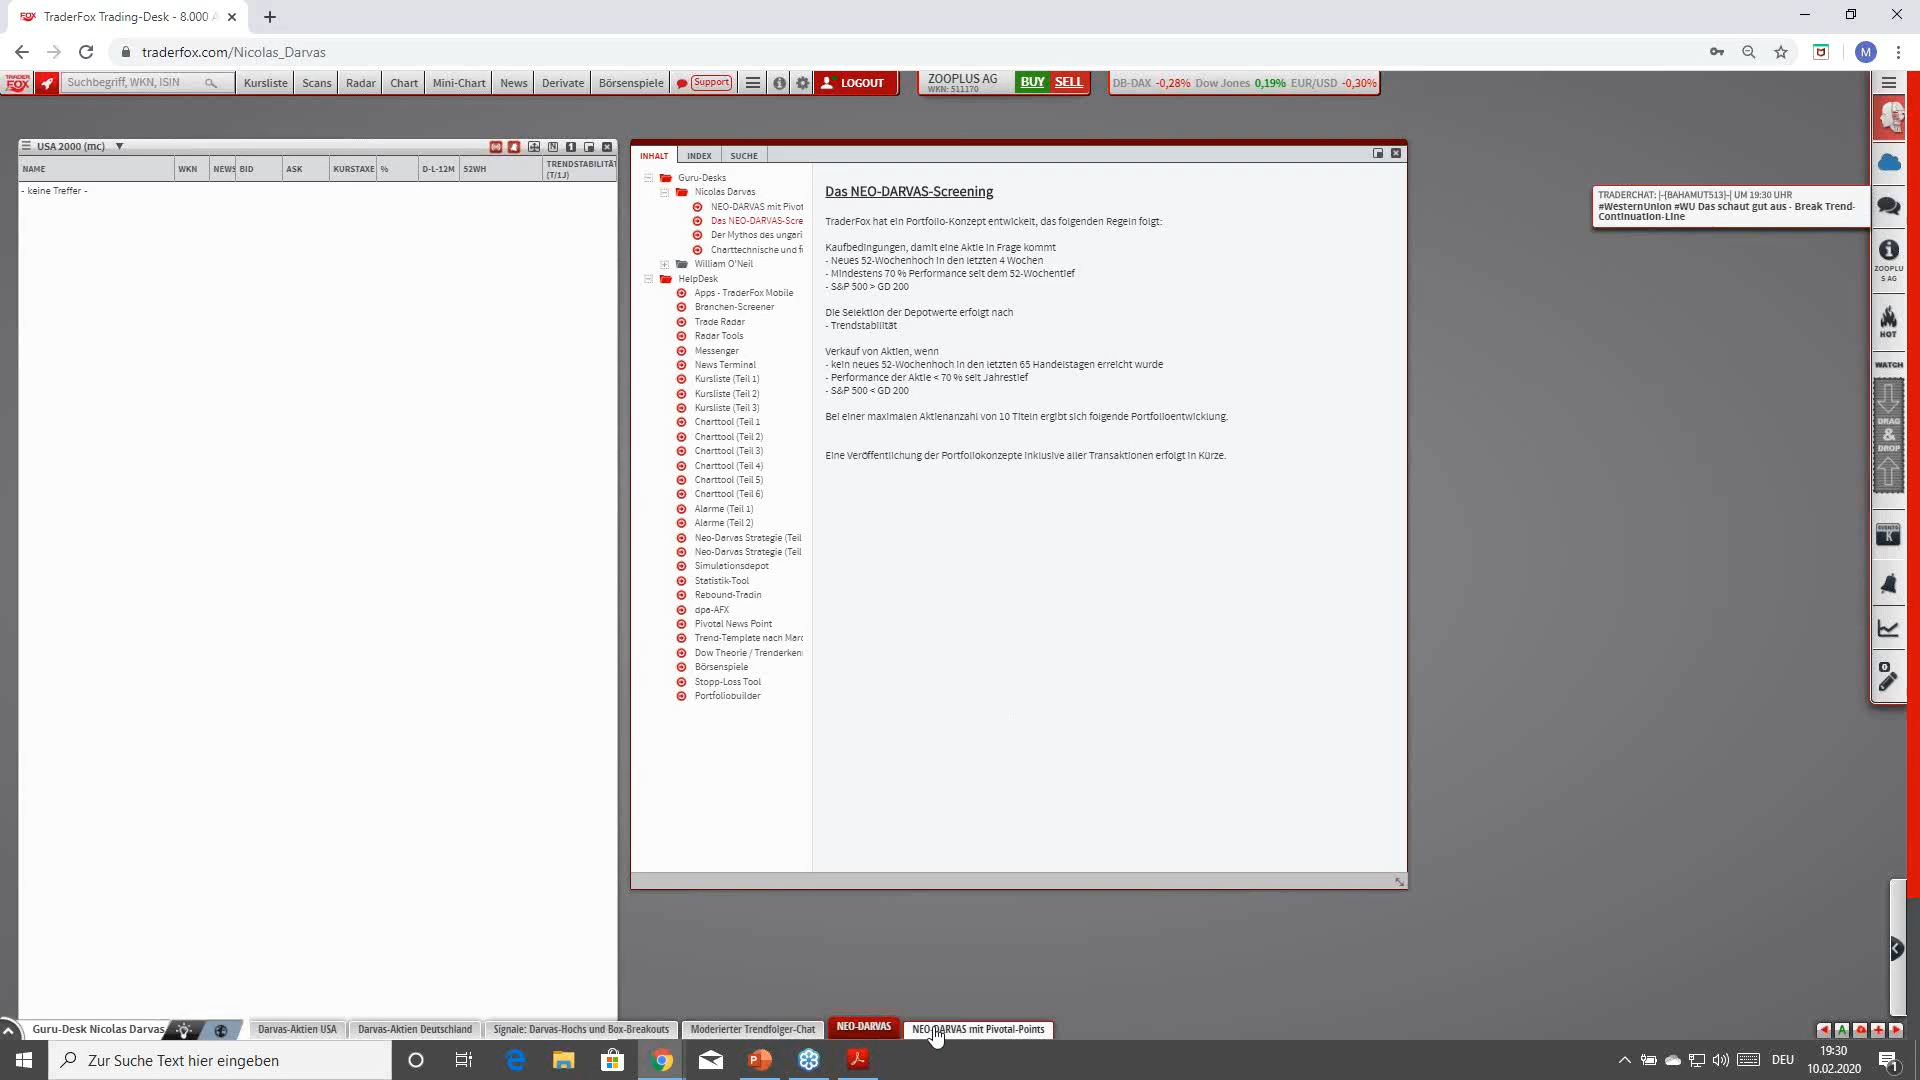 TraderFox Trading-Desk - 8.000 A
traderfox.com/Nicolas_Darvas
M
TRADER FOX
Suchbegriff, WKN, ISIN
Kursliste
Scans
Radar
Chart
Mini-Chart
News
Derivate
Börsenspiele
Support
LOGOUT
ZOOPLUS AG
WKN: 511170
BUY
SELL
DB-DAX -0,28% Dow Jones 0,19% EUR/USD -0,30%
USA 2000 (mc)
NAME
WKN
NEWS
BID
ASK
KURSTAXE
%
D-L-12M
52WH
TRENDSTABILITÄT
(T/1J)
- keine Treffer -
INHALT
INDEX
SUCHE
Guru-Desks
Nicolas Darvas
NEO-DARVAS mit Pivot
Das NEO-DARVAS-Scre
Der Mythos des ungari
Charttechnische und f
William O'Neil
HelpDesk
Apps - TraderFox Mobile
Branchen-Screener
Trade Radar
Radar Tools
Messenger
News Terminal
Kursliste (Teil 1)
Kursliste (Teil 2)
Kursliste (Teil 3)
Charttool (Teil 1
Charttool (Teil 2)
Charttool (Teil 3)
Charttool (Teil 4)
Charttool (Teil 5)
Charttool (Teil 6)
Alarme (Teil 1)
Alarme (Teil 2)
Neo-Darvas Strategie (Teil
Neo-Darvas Strategie (Teil
Simulationsdepot
Statistik-Tool
Rebound-Tradin
dpa-AFX
Pivotal News Point
Trend-Template nach Marc
Dow Theorie / Trenderken
Börsenspiele
Stopp-Loss Tool
Portfoliobuilder
Das NEO-DARVAS-Screening
TraderFox hat ein Portfolio-Konzept entwickelt, das folgenden Regeln folgt:
Kaufbedingungen, damit eine Aktie in Frage kommt
- Neues 52-Wochenhoch in den letzten 4 Wochen
- Mindestens 70 % Performance seit dem 52-Wochentief
- S&P 500 > GD 200
Die Selektion der Depotwerte erfolgt nach
- Trendstabilität
Verkauf von Aktien, wenn
- kein neues 52-Wochenhoch in den letzten 65 Handelstagen erreicht wurde
- Performance der Aktie < 70 % seit Jahrestief
- S&P 500 < GD 200
Bei einer maximalen Aktienanzahl von 10 Titeln ergibt sich folgende Portfolioentwicklung.
Eine Veröffentlichung der Portfoliokonzepte inklusive aller Transaktionen erfolgt in Kürze.
TRADERCHAT: |-{BAHAMUT513}-| UM 19:30 UHR
#WesternUnion #WU Das schaut gut aus - Break Trend-
Continuation-Line
ZOOPLU
S AG
HOT
WATCH
DRAG
&
DROP
EVENTS
K
0
Guru-Desk Nicolas Darvas
Darvas-Aktien USA
Darvas-Aktien Deutschland
Signale: Darvas-Hochs und Box-Breakouts
Moderierter Trendfolger-Chat
NEO-DARVAS
NEO-DARVAS mit Pivotal-Points
A
Zur Suche Text hier eingeben
DEU
19:30
10.02.2020
1